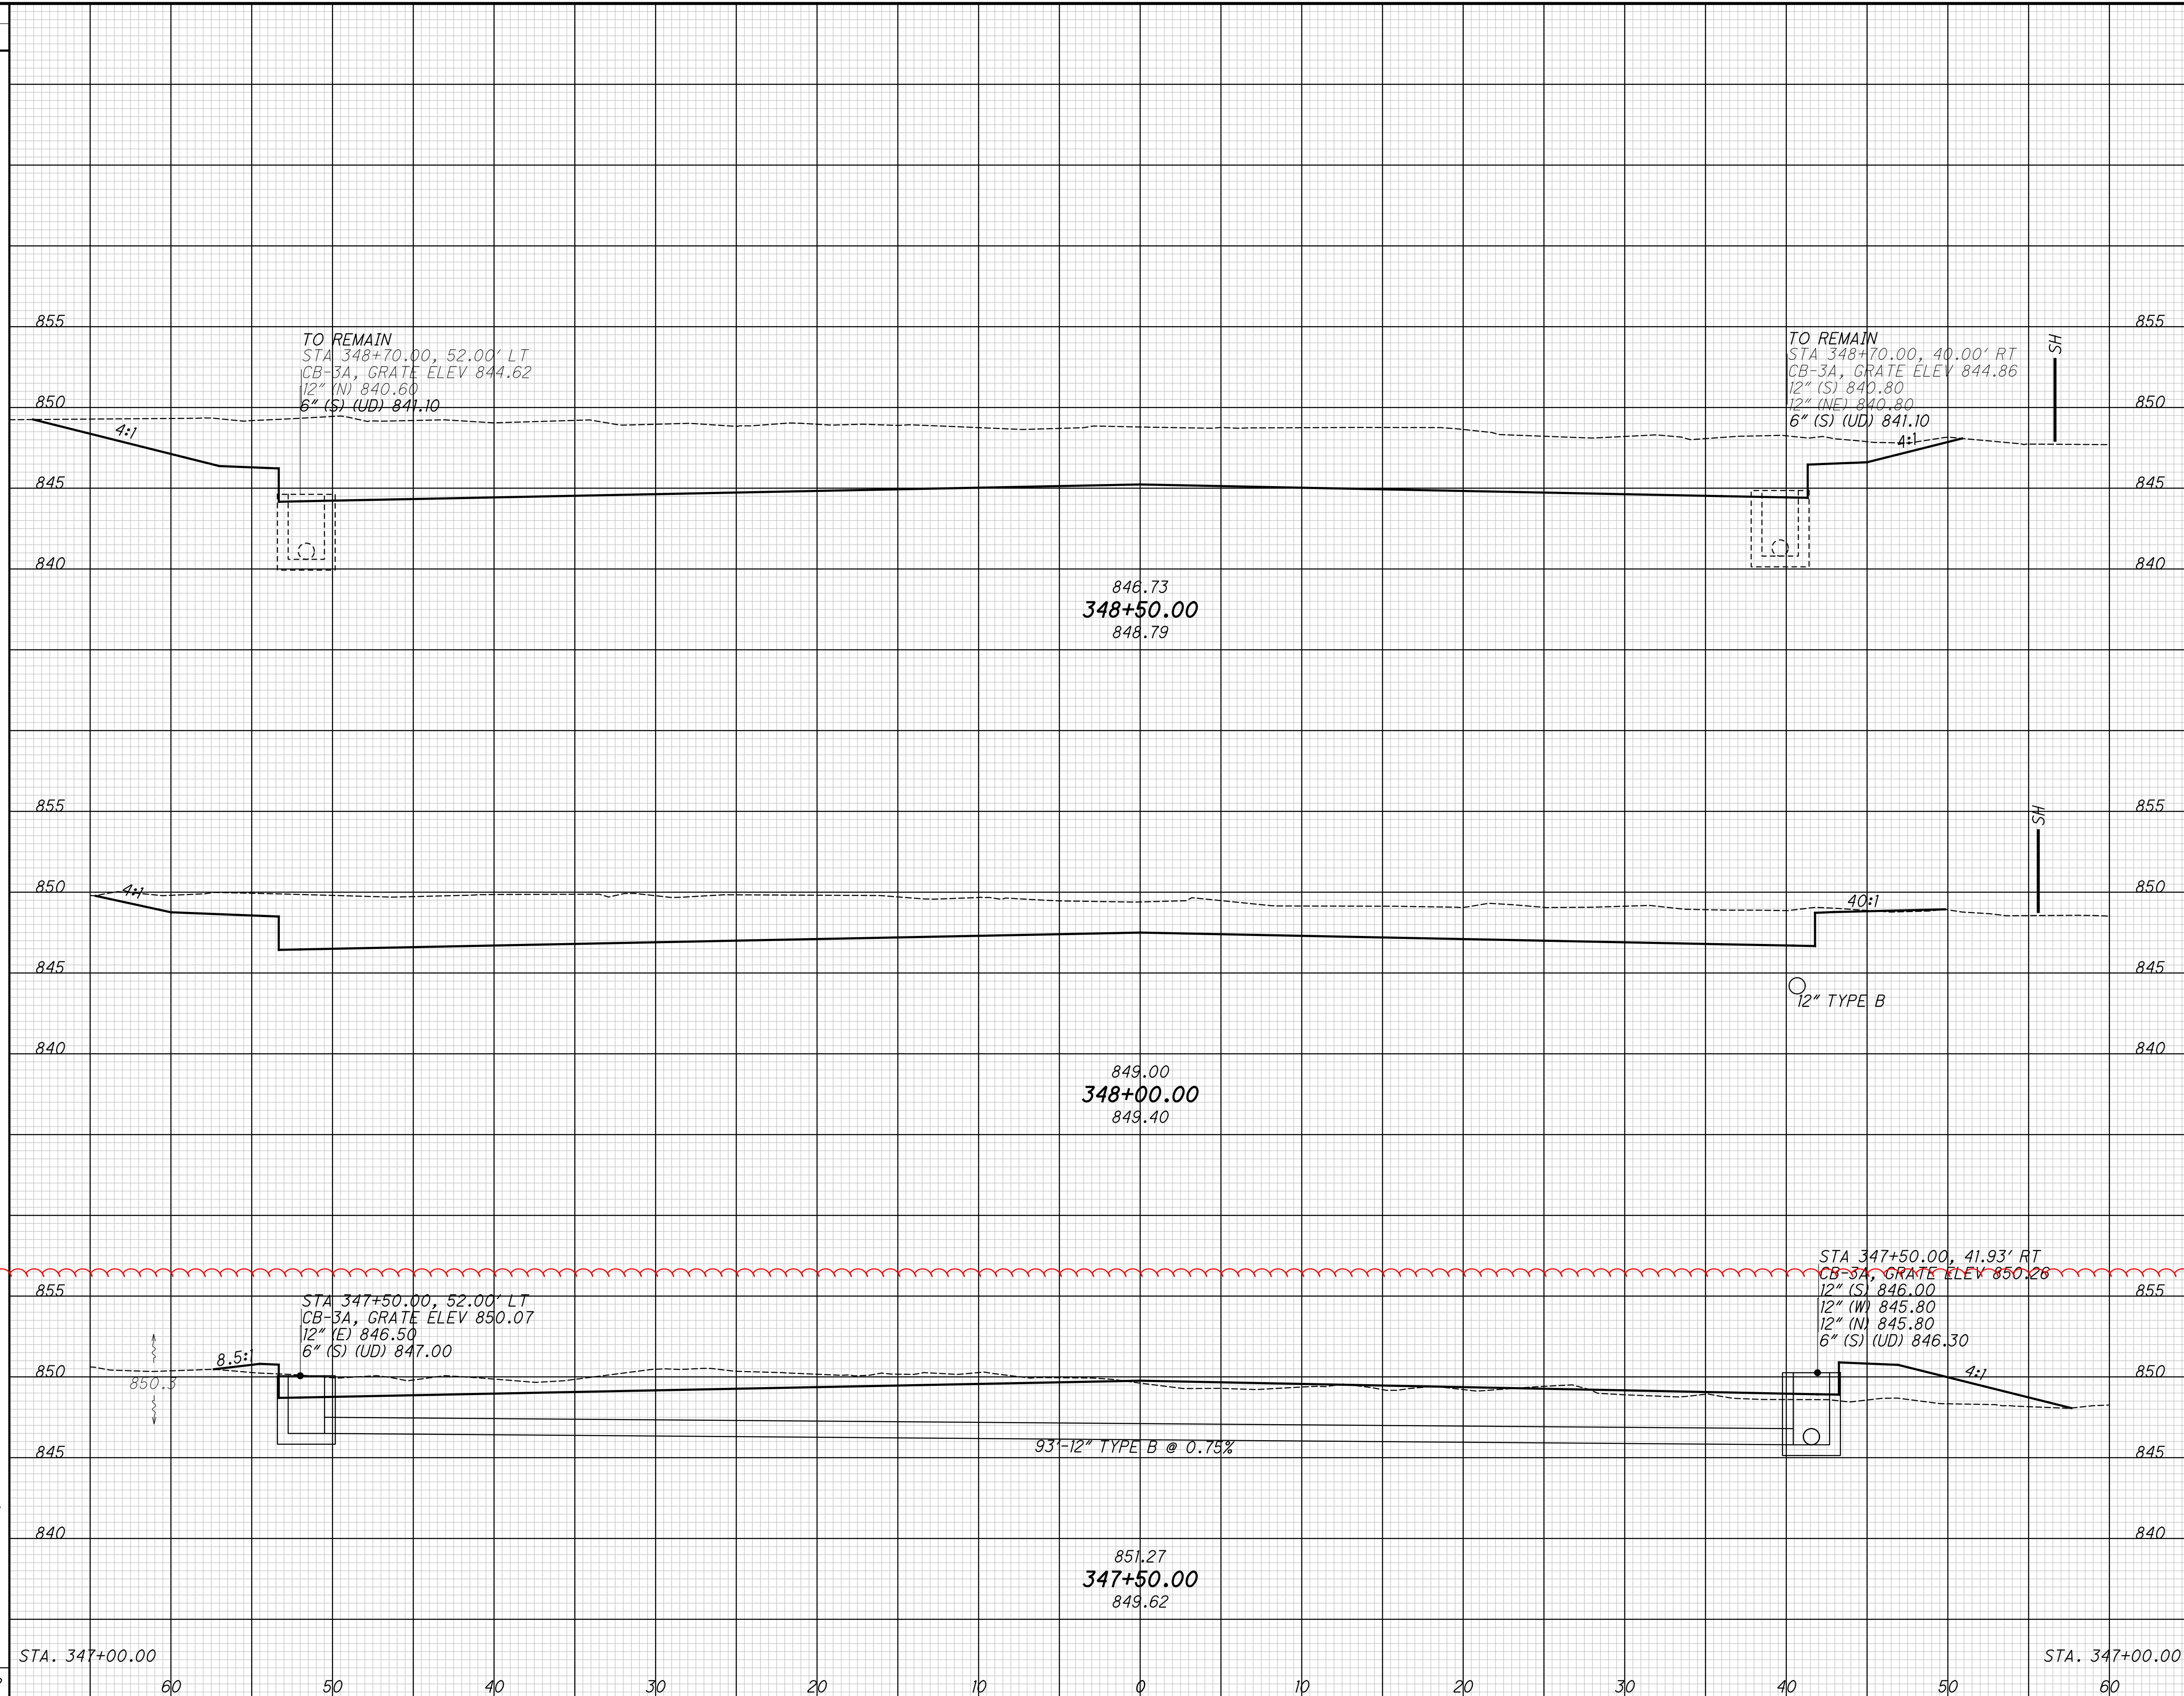 855
855
TO REMAIN
STA 348+70.00, 52.00' LT
CB-3A, GRATE ELEV 844.62
12" (N) 840.60
6" (S) (UD) 841.10
TO REMAIN
STA 348+70.00, 40.00' RT
CB-3A, GRATE ELEV 844.86
12" (S) 840.80
12" (NE) 840.80
6" (S) (UD) 841.10
SH
850
850
4:1
4:1
845
845
840
840
846.73
348+50.00
848.79
855
855
SH
850
4:1
40:1
850
845
845
12" TYPE B
840
840
849.00
348+00.00
849.40
STA 347+50.00, 41.93' RT
CB-3A, GRATE ELEV 850.26
12" (S) 846.00
12" (W) 845.80
12" (N) 845.80
6" (S) (UD) 846.30
855
855
STA 347+50.00, 52.00' LT
CB-3A, GRATE ELEV 850.07
12" (E) 846.50
6" (S) (UD) 847.00
8.5:1
850
850
850.3
4:1
93'-12" TYPE B @ 0.75%
845
845
840
840
851.27
347+50.00
849.62
STA. 347+00.00
STA. 347+00.00
60 50 40 30 20 10 0 10 20 30 40 50 60